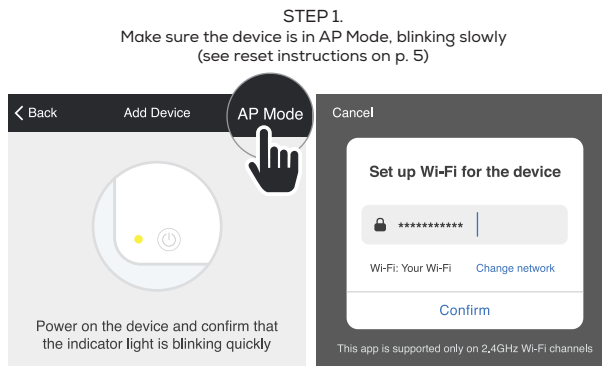 STEP 1.
Make sure the device is in AP Mode, blinking slowly
(see reset instructions on p. 5)
Back
Add Device
AP Mode
Power on the device and confirm that
the indicator light is blinking quickly
Cancel
Set up Wi-Fi for the device
***********
Wi-Fi: Your Wi-Fi
Change network
Confirm
This app is supported only on 2,4GHz Wi-Fi channels